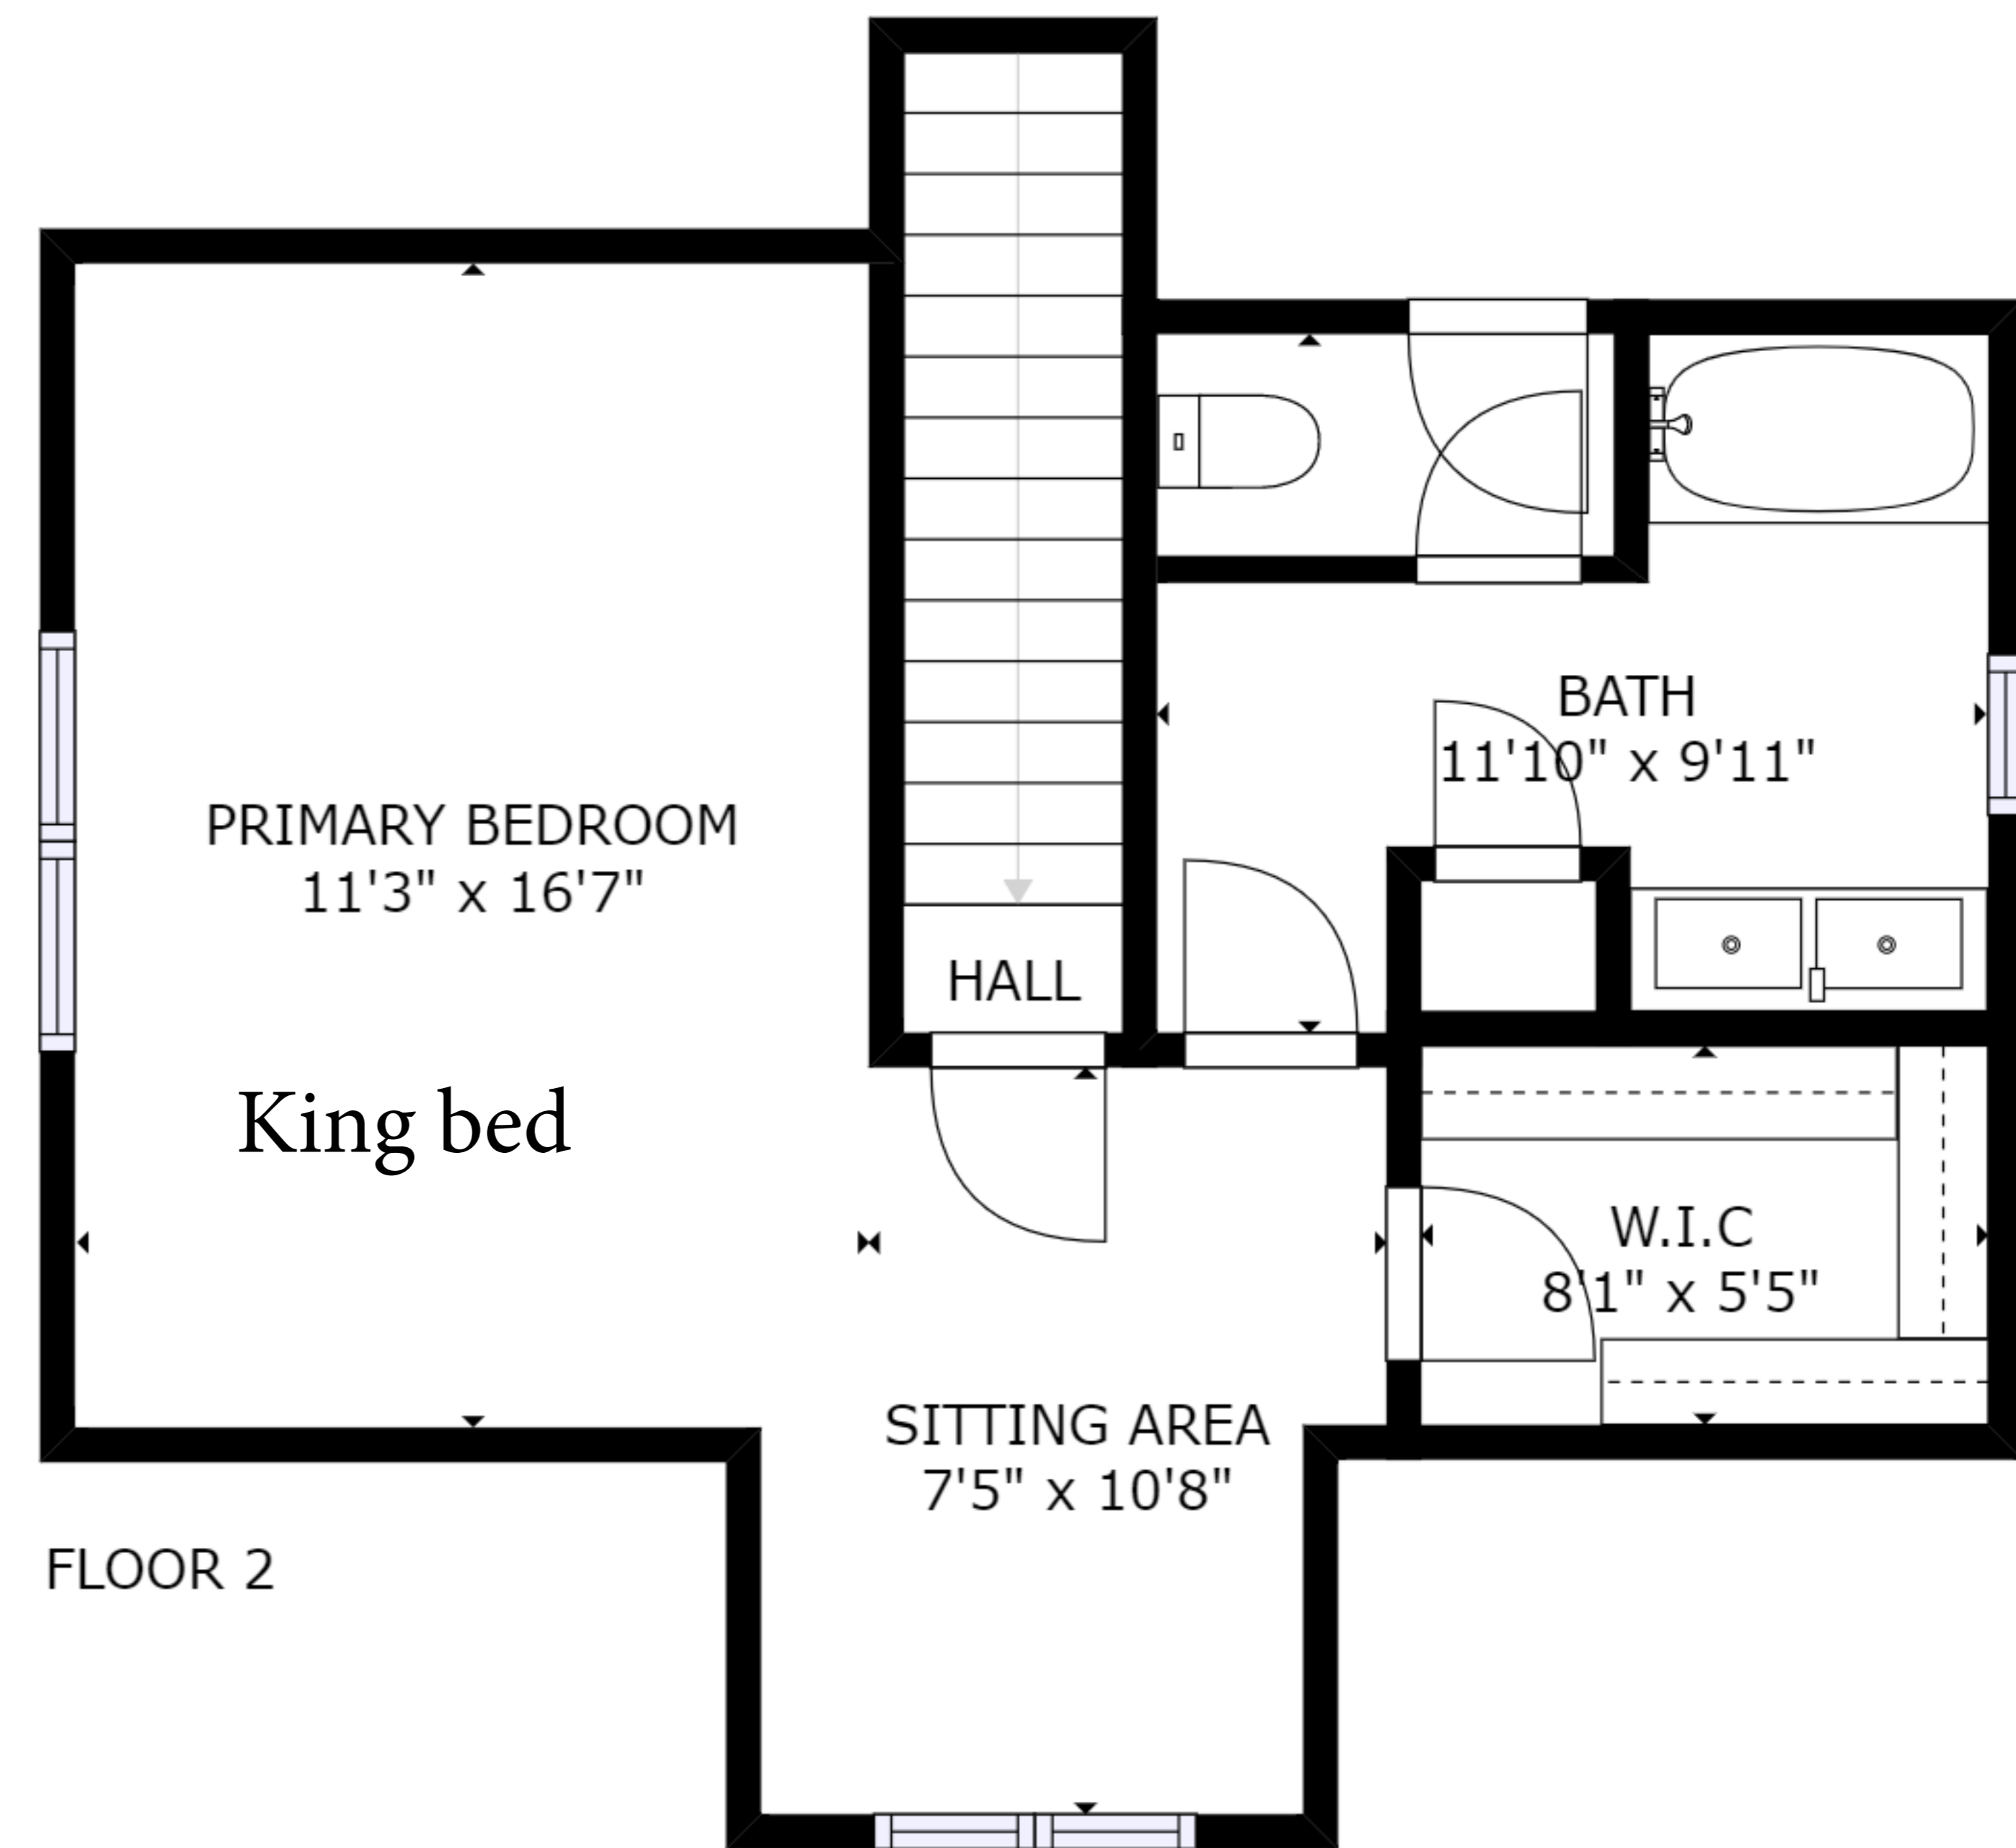 BATH
11'10" x 9'11"
PRIMARY BEDROOM
11'3" x 16'7"
HALL
King bed
W.I.C
8'1" x 5'5"
SITTING AREA
7'5" x 10'8"
FLOOR 2